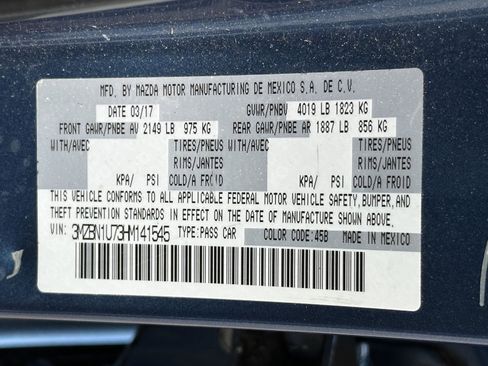 MFD. BY MAZDA MOTOR MANUFACTURING DE MEXICO S.A. DE C.V.
DATE 03/17 GVWR/PNBV 4019 LB 1823 KG
FRONT GAWR/PNBE AV 2149 LB 975 KG REAR GAWR/PNBE AR 1887 LB 856 KG
WITH/AVEC TIRES/PNEUS WITH/AVEC TIRES/PNEUS
RIMS/JANTES RIMS/JANTES
KPA/ PSI COLD/A FROID KPA/ PSI COLD/A FROID
THIS VEHICLE CONFORMS TO ALL APPLICABLE FEDERAL MOTOR VEHICLE SAFETY, BUMPER, AND
THEFT PREVENTION STANDARDS IN EFFECT ON THE DATE OF MANUFACTURE SHOWN ABOVE.
VIN: 3MZBN1U73HM141545 TYPE:PASS CAR COLOR CODE:45B MADE IN MEXICO